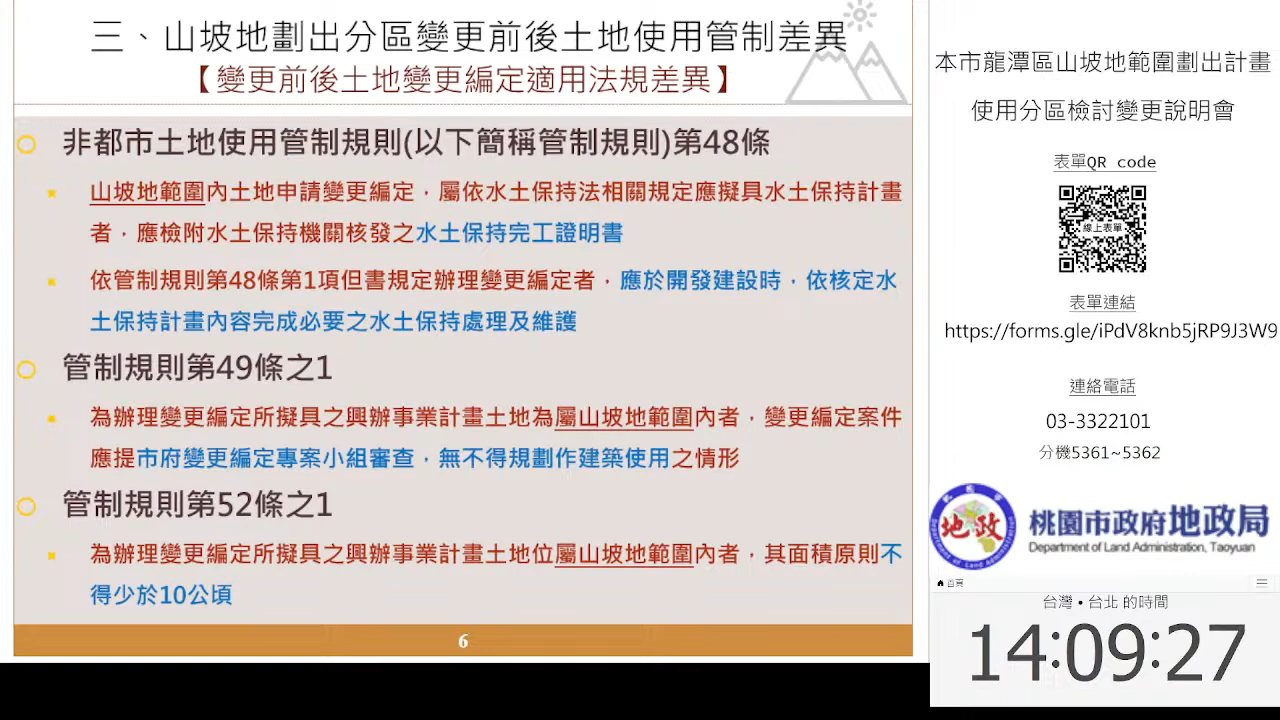 三、山坡地劃出分區變更前後土地使用管制差異
【變更前後土地變更編定適用法規差異】
非都市土地使用管制規則(以下簡稱管制規則)第48條
山坡地範圍內土地申請變更編定，屬依水土保持法相關規定應擬具水土保持計畫
者，應檢附水土保持機關核發之水土保持完工證明書
依管制規則第48條第1項但書規定辦理變更編定者，應於開發建設時，依核定水
土保持計畫內容完成必要之水土保持處理及維護
管制規則第49條之1
為辦理變更編定所擬具之興辦事業計畫土地為屬山坡地範圍內者，變更編定案件
應提市府變更編定專案小組審查，無不得規劃作建築使用之情形
管制規則第52條之1
為辦理變更編定所擬具之興辦事業計畫土地位屬山坡地範圍內者，其面積原則不
得少於10公頃
6
本市龍潭區山坡地範圍劃出計畫
使用分區檢討變更說明會
表單QR code
線上表單
表單連結
https://forms.gle/iPdV8knb5jRP9J3W9
連絡電話
03-3322101
分機5361~5362
桃園市
地政
Department of Land Administration, Taoyuan
桃園市政府地政局
Department of Land Administration, Taoyuan
首頁
台灣 • 台北 的時間
14:09:27